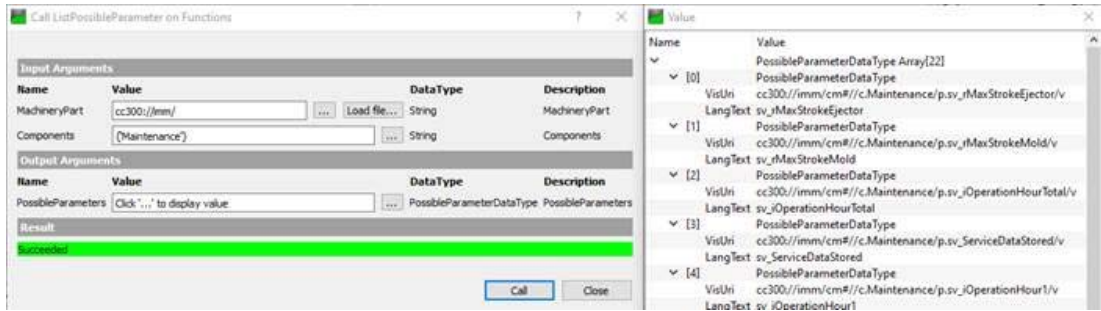 Call ListPossibleParameter on Functions ? ×
Input Arguments
Name Value DataType Description
MachineryPart cc300://imm/ ... Load file... String MachineryPart
Components {'Maintenance'} ... String Components
Output Arguments
Name Value DataType Description
PossibleParameters Click '...' to display value ... PossibleParameterDataType PossibleParameters
Result
Succeeded
Call Close
Value ×
Name Value
PossibleParameterDataType Array[22]
[0] PossibleParameterDataType
VisUri cc300://imm/cm#//c.Maintenance/p.sv_rMaxStrokeEjector/v
LangText sv_rMaxStrokeEjector
[1] PossibleParameterDataType
VisUri cc300://imm/cm#//c.Maintenance/p.sv_rMaxStrokeMold/v
LangText sv_rMaxStrokeMold
[2] PossibleParameterDataType
VisUri cc300://imm/cm#//c.Maintenance/p.sv_iOperationHourTotal/v
LangText sv_iOperationHourTotal
[3] PossibleParameterDataType
VisUri cc300://imm/cm#//c.Maintenance/p.sv_ServiceDataStored/v
LangText sv_ServiceDataStored
[4] PossibleParameterDataType
VisUri cc300://imm/cm#//c.Maintenance/p.sv_iOperationHour1/v
LangText sv_iOperationHour1